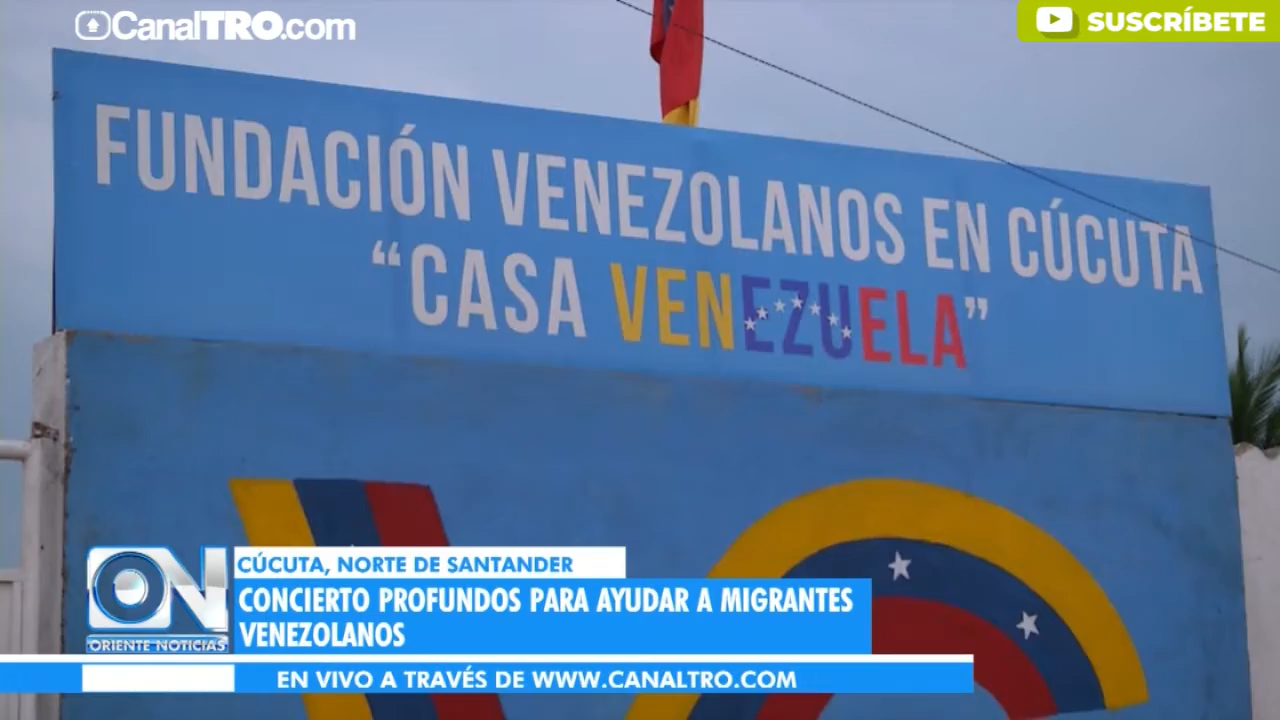 CanalTRO.com
SUSCRÍBETE
FUNDACIÓN VENEZOLANOS EN CÚCUTA
“CASA VENEZUELA”
ON
ORIENTE NOTICIAS
CÚCUTA, NORTE DE SANTANDER
CONCIERTO PROFUNDOS PARA AYUDAR A MIGRANTES
VENEZOLANOS
EN VIVO A TRAVÉS DE WWW.CANALTRO.COM